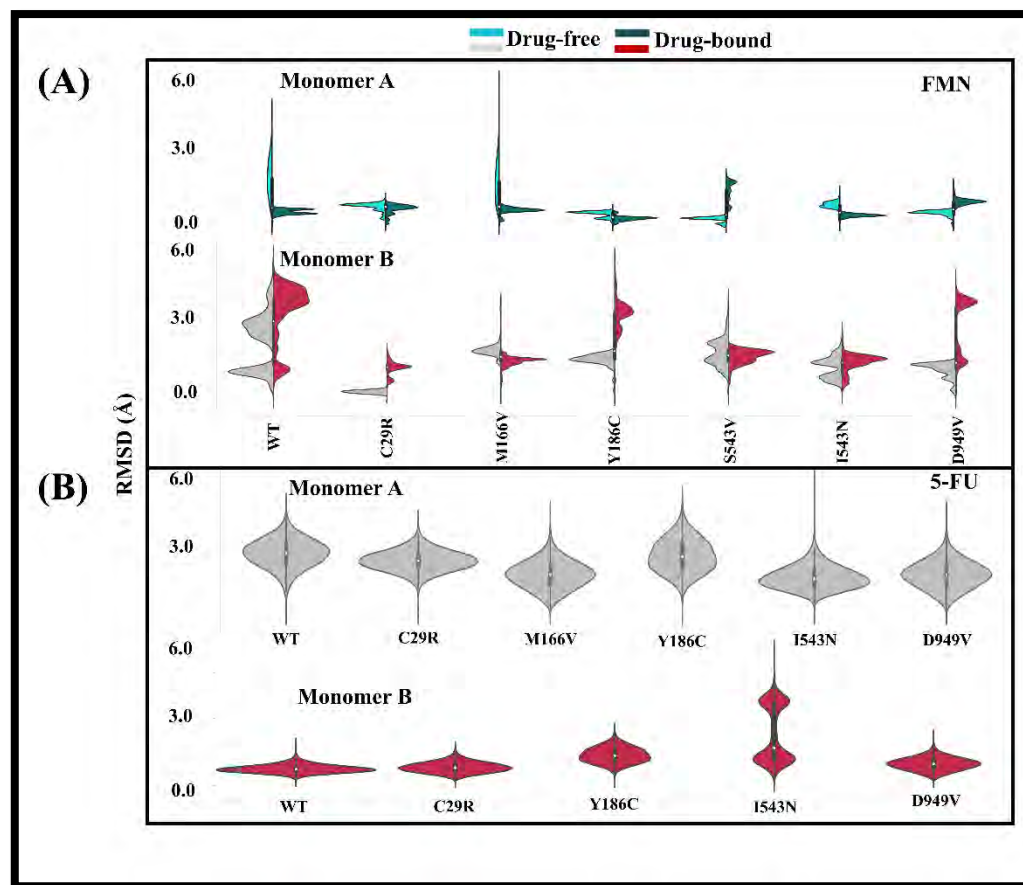 Drug-free Drug-bound
(A)
6.0
Monomer A
FMN
3.0
0.0
6.0
Monomer B
3.0
0.0
RMSD (Å)
WT
C29R
M166V
Y186C
S543V
I543N
D949V
(B)
6.0
Monomer A
5-FU
3.0
WT C29R M166V Y186C I543N D949V
6.0
Monomer B
3.0
0.0
WT C29R Y186C I543N D949V